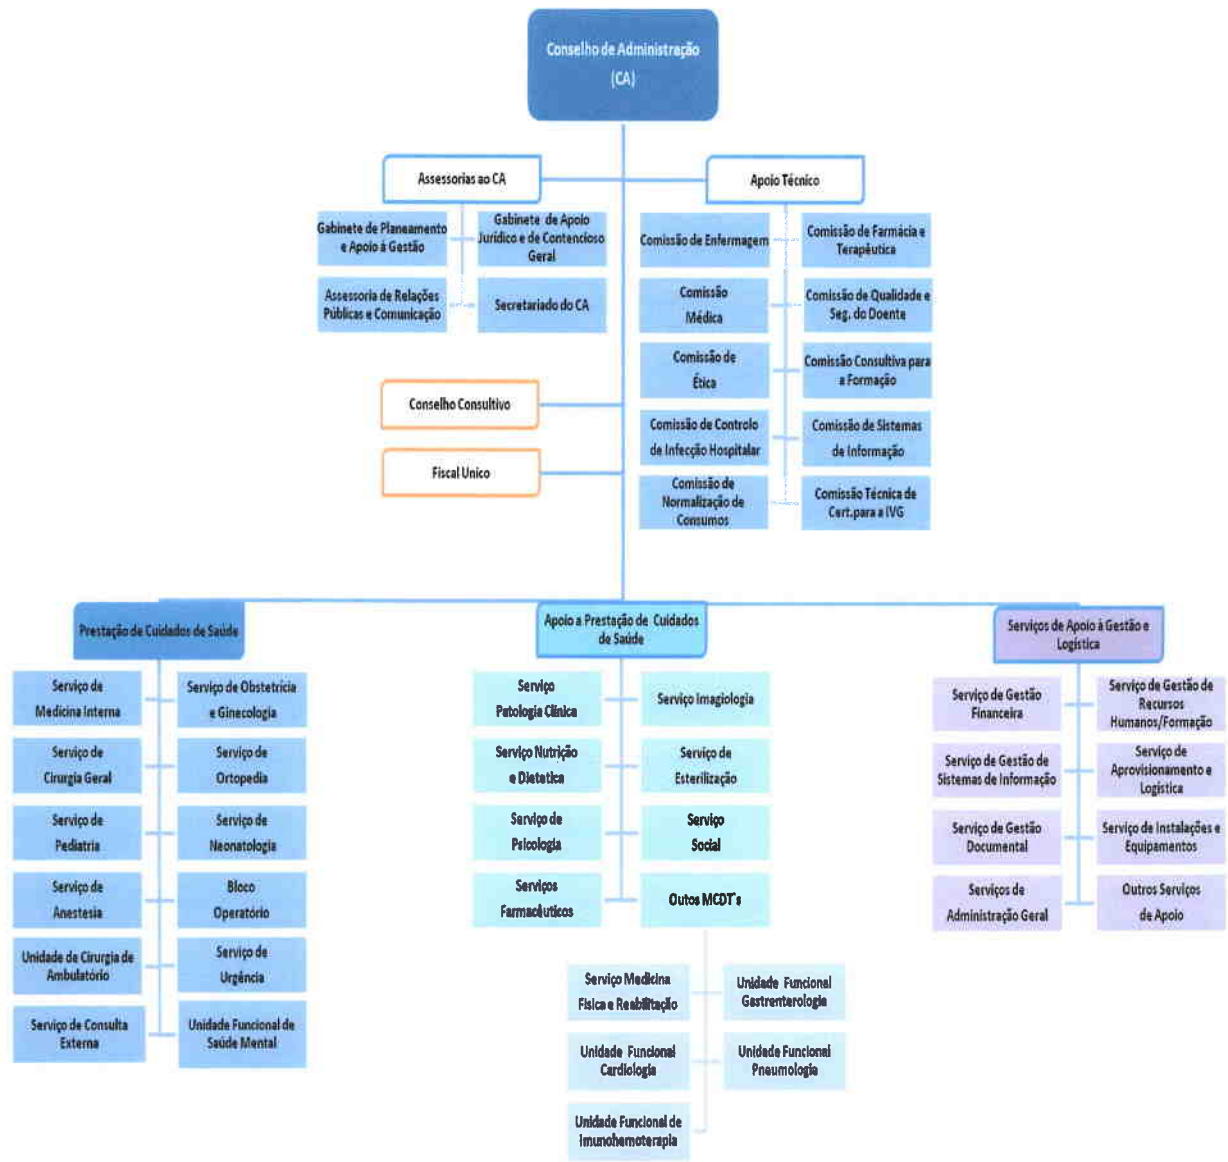 Conselho de Administração
(CA)
Assessorias ao CA
Apoio Técnico
Gabinete de Planeamento
e Apoio à Gestão
Gabinete de Apoio
Jurídico e de Contencioso
Geral
Assessoria de Relações
Públicas e Comunicação
Secretariado do CA
Comissão de Enfermagem
Comissão de Farmácia e
Terapêutica
Comissão
Médica
Comissão de Qualidade e
Seg. do Doente
Comissão de
Ética
Comissão Consultiva para
a Formação
Comissão de Controlo
de Infecção Hospitalar
Comissão de Sistemas
de Informação
Comissão de
Normalização de
Consumos
Comissão Técnica de
Cert.para a IVG
Conselho Consultivo
Fiscal Unico
Prestação de Cuidados de Saúde
Serviço de
Medicina Interna
Serviço de Obstetrícia
e Ginecologia
Serviço de
Cirurgia Geral
Serviço de
Ortopedia
Serviço de
Pediatria
Serviço de
Neonatologia
Serviço de
Anestesia
Bloco
Operatório
Unidade de Cirurgia de
Ambulatório
Serviço de
Urgência
Serviço de Consulta
Externa
Unidade Funcional de
Saúde Mental
Apoio a Prestação de Cuidados
de Saúde
Serviço
Patologia Clínica
Serviço Imagiologia
Serviço Nutrição
e Dietetica
Serviço de
Esterilização
Serviço de
Psicologia
Serviço
Social
Serviços
Farmacêuticos
Outos MCDT`s
Serviço Medicina
Física e Reabilitação
Unidade Funcional
Gastrenterologia
Unidade Funcional
Cardiologia
Unidade Funcional
Pneumologia
Unidade Funcional de
Imunohemoterapia
Serviços de Apoio à Gestão e
Logística
Serviço de Gestão
Financeira
Serviço de Gestão de
Recursos
Humanos/Formação
Serviço de Gestão de
Sistemas de Informação
Serviço de
Aprovisionamento e
Logística
Serviço de Gestão
Documental
Serviço de Instalações e
Equipamentos
Serviços de
Administração Geral
Outros Serviços
de Apoio